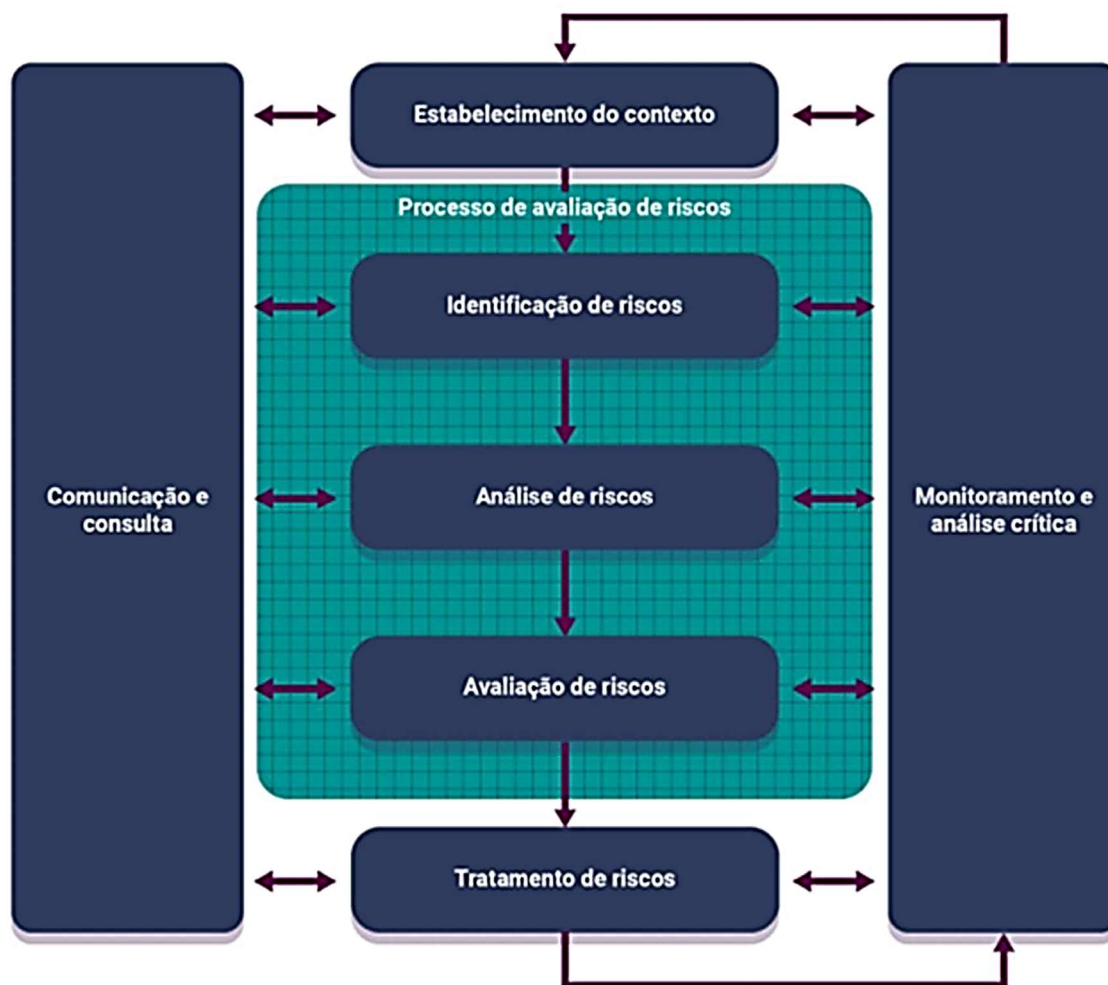 Estabelecimento do contexto
Processo de avaliação de riscos
Identificação de riscos
Comunicação e
consulta
Análise de riscos
Monitoramento e
análise crítica
Avaliação de riscos
Tratamento de riscos